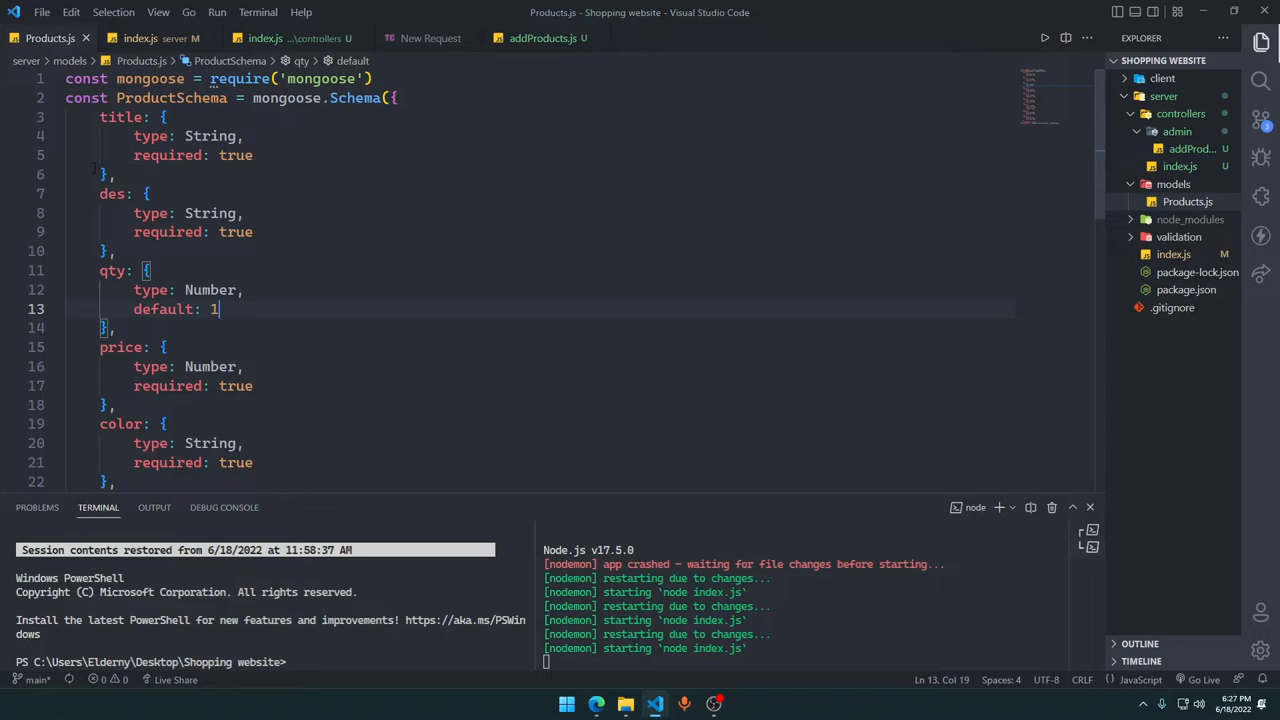 File Edit Selection View Go Run Terminal Help
Products.js - Shopping website - Visual Studio Code
Products.js
index.js server M
index.js ...\controllers U
New Request
addProduct.js U
server > models > Products.js > ProductSchema > qty > default
1 const mongoose = require('mongoose')
2 const ProductSchema = mongoose.Schema({
3 title: {
4 type: String,
5 required: true
6 },
7 des: {
8 type: String,
9 required: true
10 },
11 qty: {
12 type: Number,
13 default: 1
14 },
15 price: {
16 type: Number,
17 required: true
18 },
19 color: {
20 type: String,
21 required: true
22 },
EXPLORER
SHOPPING WEBSITE
client
server
controllers
admin
addProd... U
index.js U
models
Products.js
node_modules
validation
index.js M
package-lock.json
package.json
.gitignore
OUTLINE
TIMELINE
3
PROBLEMS TERMINAL OUTPUT DEBUG CONSOLE
node
Session contents restored from 6/18/2022 at 11:58:37 AM
Windows PowerShell
Copyright (C) Microsoft Corporation. All rights reserved.
Install the latest PowerShell for new features and improvements! https://aka.ms/PSWin
dows
PS C:\Users\Elderny\Desktop\Shopping website>
Node.js v17.5.0
[nodemon] app crashed - waiting for file changes before starting...
[nodemon] restarting due to changes...
[nodemon] starting `node index.js`
[nodemon] restarting due to changes...
[nodemon] starting `node index.js`
[nodemon] restarting due to changes...
[nodemon] starting `node index.js`
main* 0 0 Live Share
Ln 13, Col 19 Spaces: 4 UTF-8 CRLF JavaScript Go Live
6:27 PM
6/18/2022